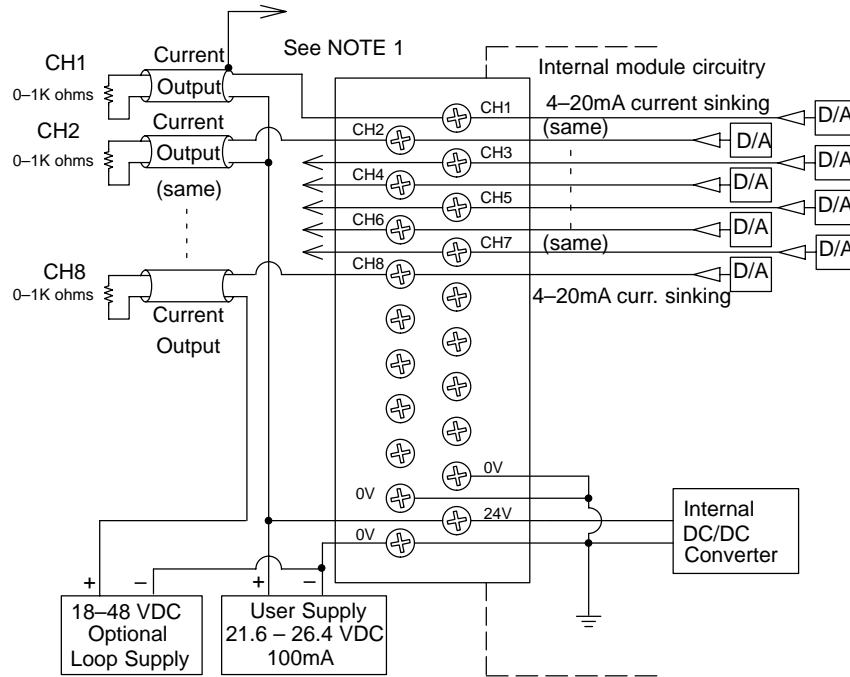 See NOTE 1
CH1
0–1K ohms
Current
Output
CH2
0–1K ohms
Current
Output
(same)
CH8
0–1K ohms
Current
Output
Internal module circuitry
CH1
4–20mA current sinking
D/A
CH2
(same)
D/A
CH3
D/A
CH4
D/A
CH5
D/A
CH6
D/A
CH7
(same)
D/A
CH8
D/A
4–20mA curr. sinking
0V
0V
24V
0V
Internal
DC/DC
Converter
+ –
18–48 VDC
Optional
Loop Supply
+ –
User Supply
21.6 – 26.4 VDC
100mA